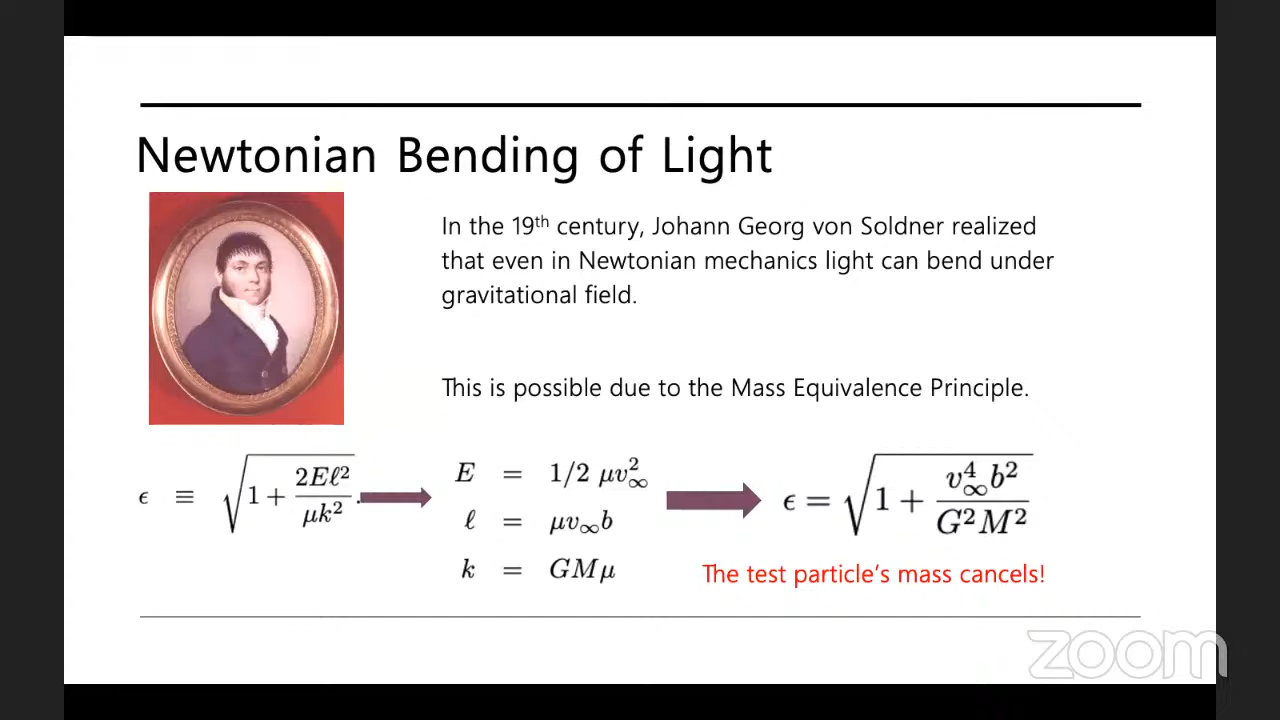 Newtonian Bending of Light
In the 19th century, Johann Georg von Soldner realized
that even in Newtonian mechanics light can bend under
gravitational field.
This is possible due to the Mass Equivalence Principle.
ϵ ≡ √(1 + 2Eℓ²/μk²).
E = 1/2 μv∞²
ℓ = μv∞b
k = GMμ
ϵ = √(1 + v∞⁴b²/G²M²)
The test particle's mass cancels!
zoom